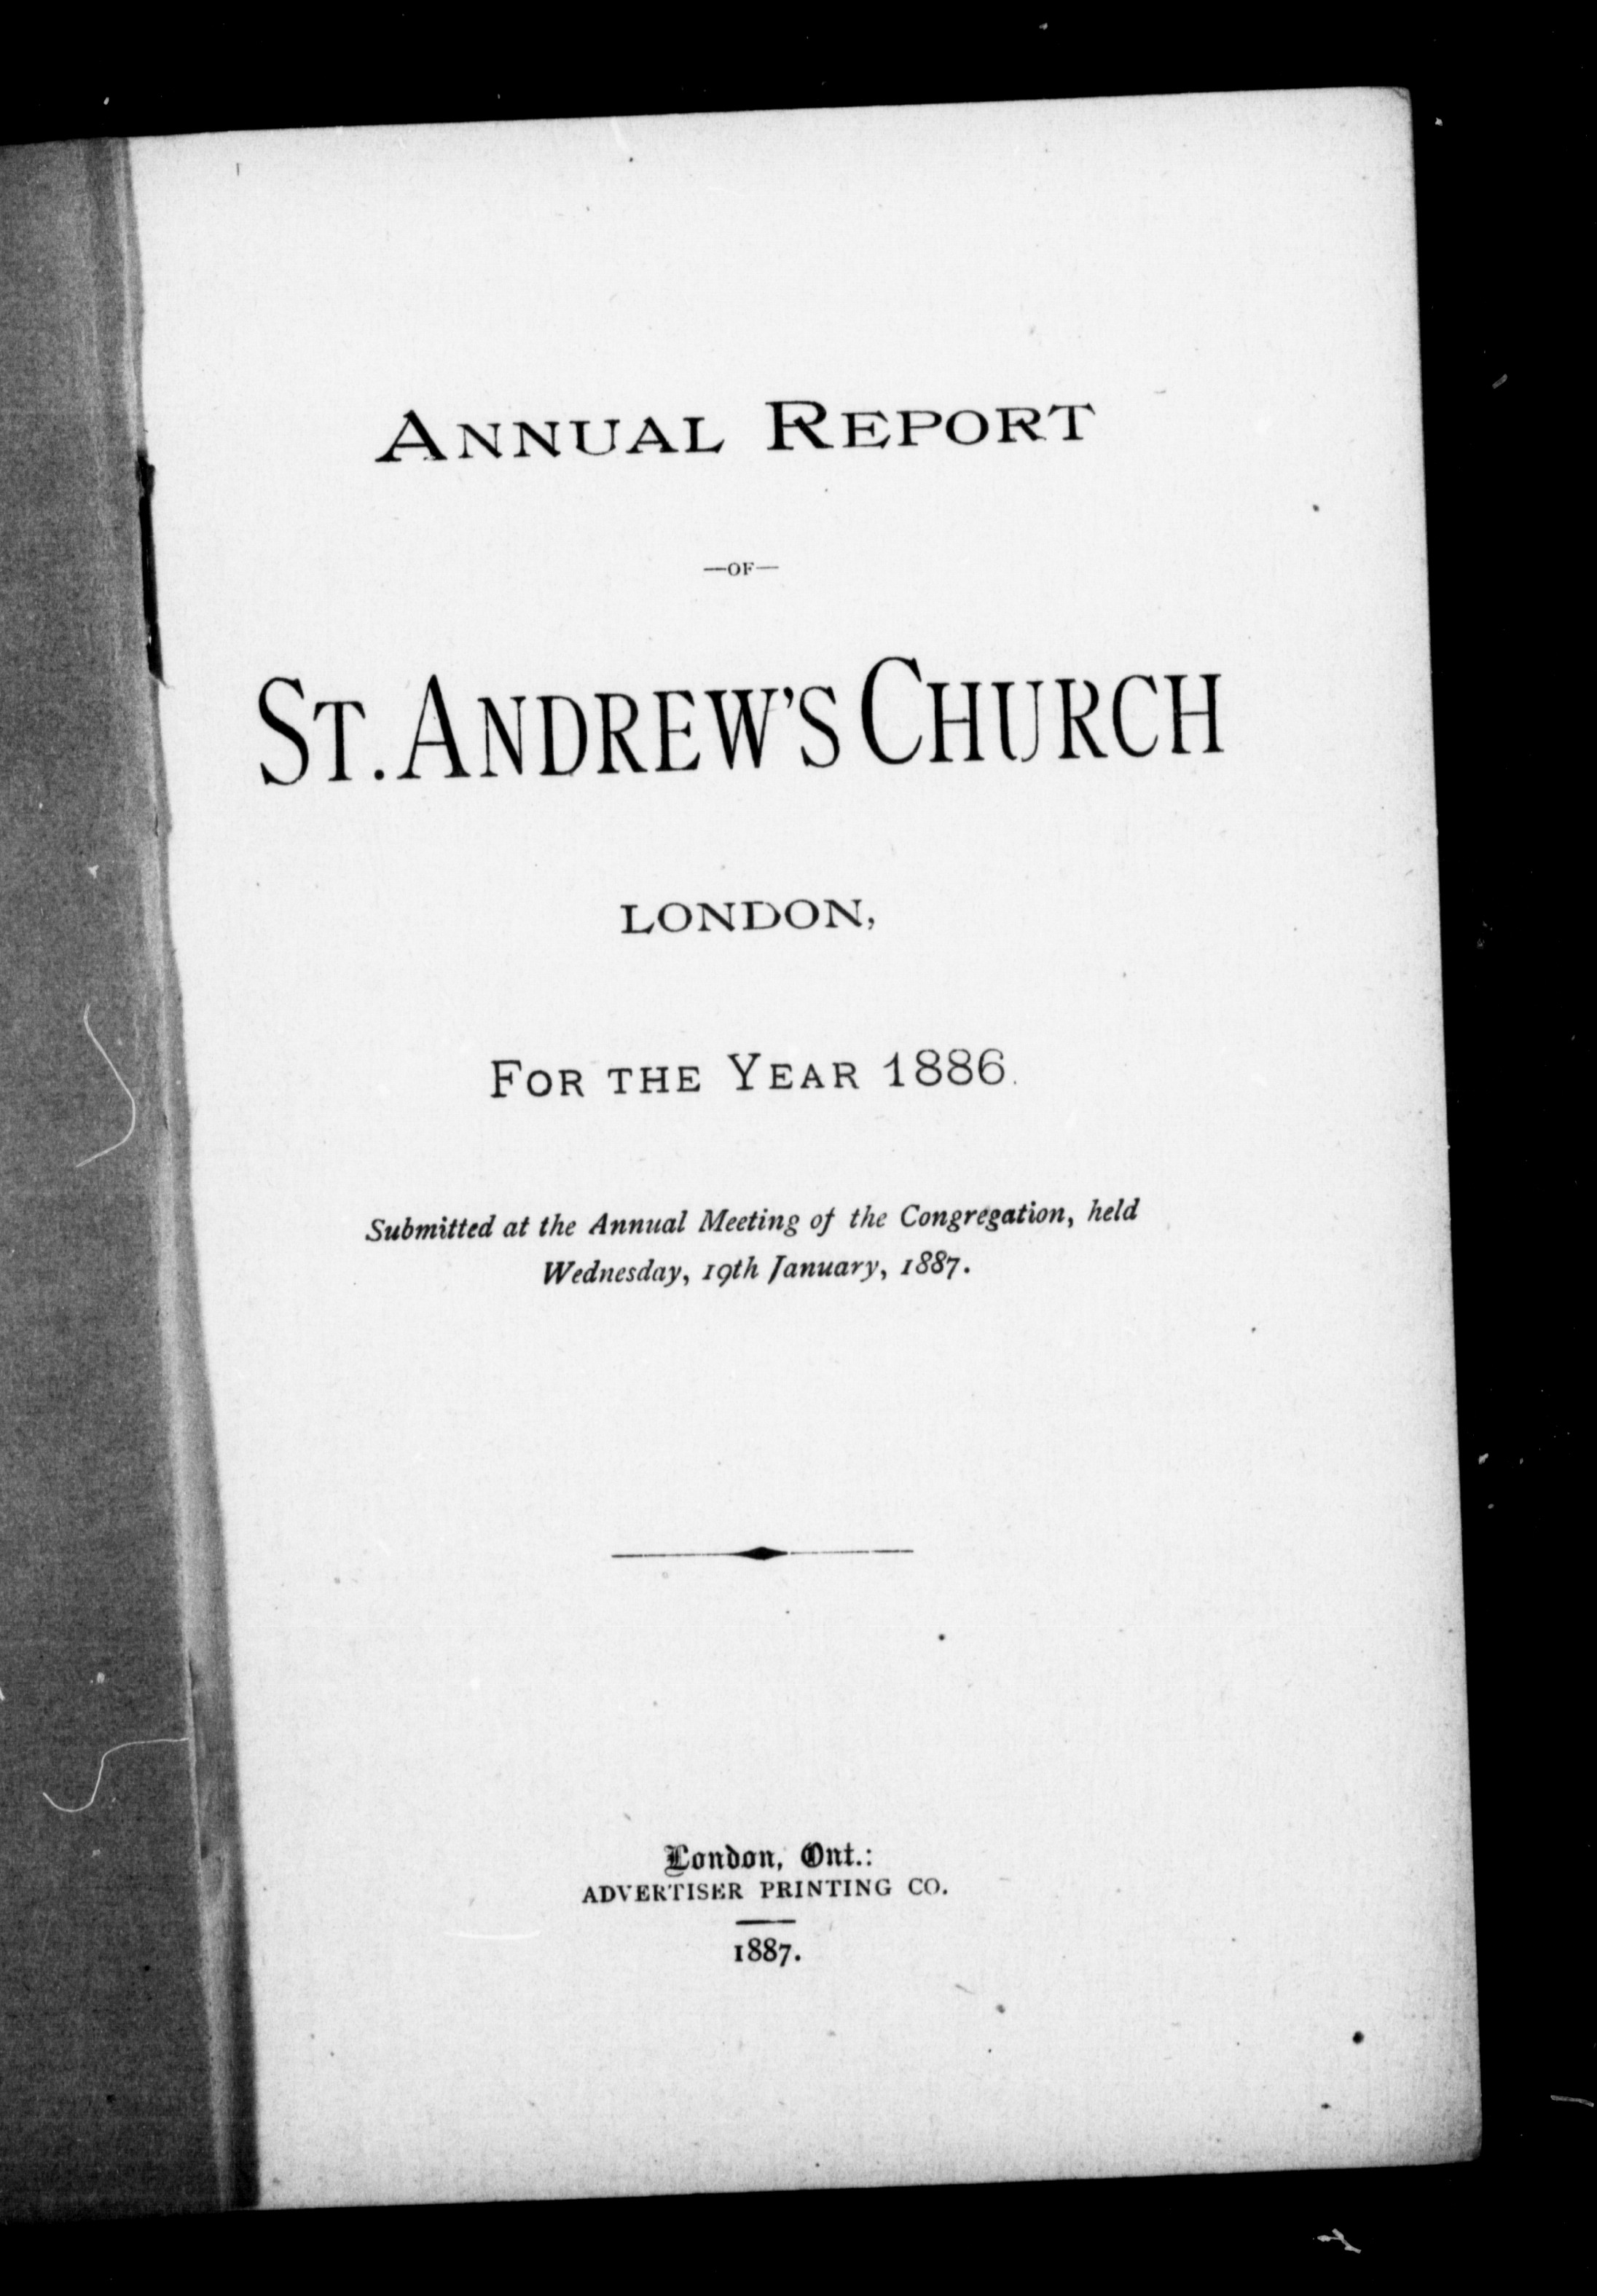 ANNUAL REPORT
—OF—
ST. ANDREW'S CHURCH
LONDON,
FOR THE YEAR 1886.
Submitted at the Annual Meeting of the Congregation, held
Wednesday, 19th January, 1887.
London, Ont.:
ADVERTISER PRINTING CO.
1887.